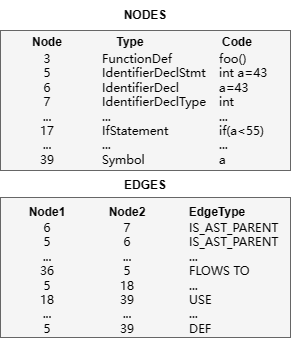 NODES
Node Type Code
3 FunctionDef foo()
5 IdentifierDeclStmt int a=43
6 IdentifierDecl a=43
7 IdentifierDeclType int
... ... ...
17 IfStatement if(a<55)
... ... ...
39 Symbol a
EDGES
Node1 Node2 EdgeType
6 7 IS_AST_PARENT
5 6 IS_AST_PARENT
... ... ...
36 5 FLOWS TO
5 18 ...
18 39 USE
... ... ...
5 39 DEF